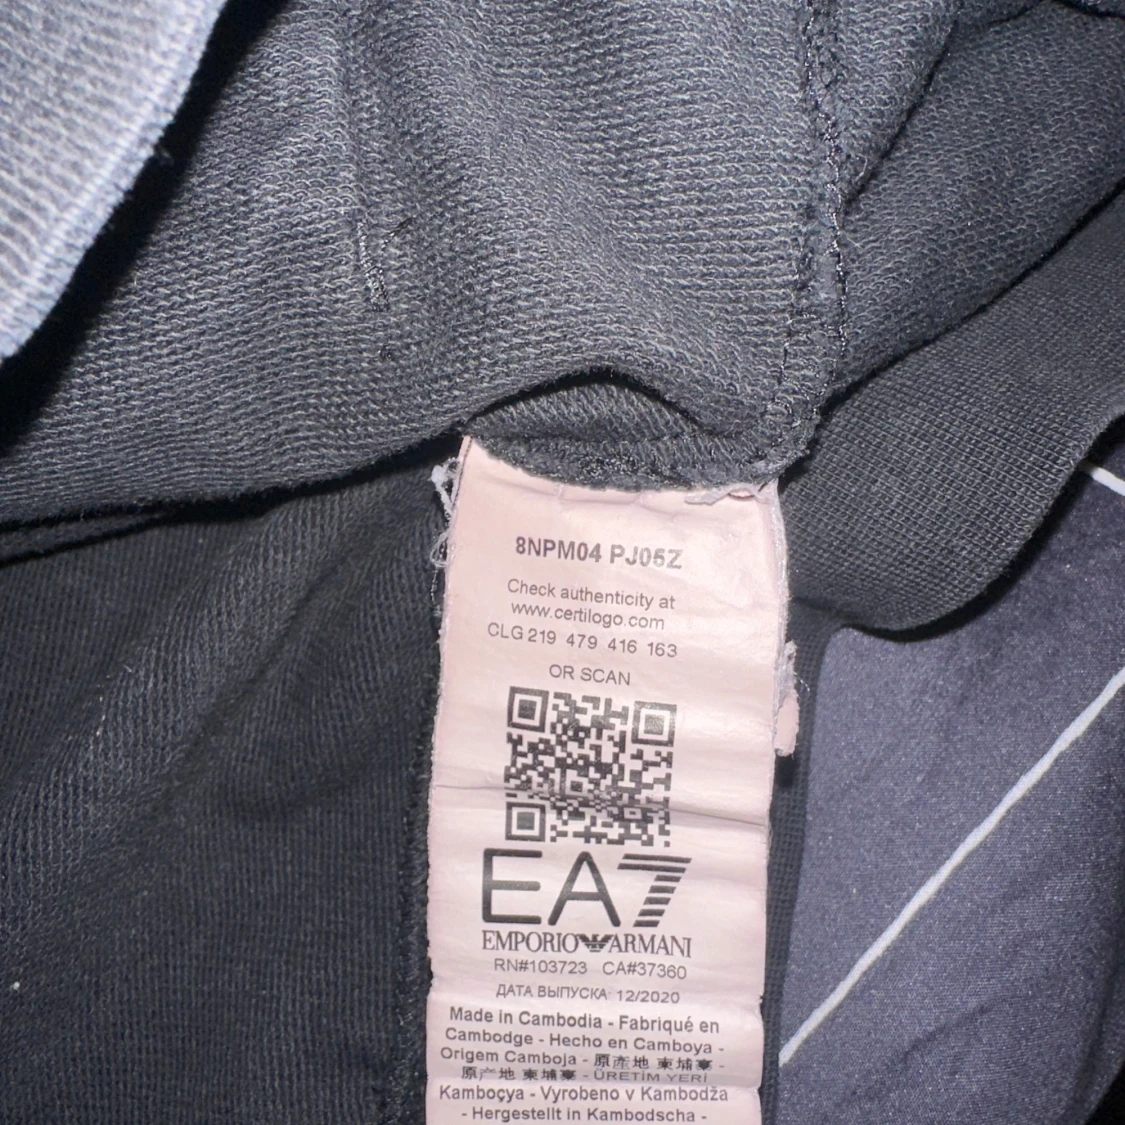 8NPM04 PJ05Z
Check authenticity at
www.certilogo.com
CLG 219 479 416 163
OR SCAN
EA7
EMPORIO ARMANI
RN#103723 CA#37360
ДАТА ВЫПУСКА: 12/2020
Made in Cambodia - Fabriqué en
Cambodge - Hecho en Camboya -
Origem Camboja - 原産地 柬埔寨 -
原产地 柬埔寨 - ÜRETİM YERİ
Kamboçya - Vyrobeno v Kambodža
- Hergestellt in Kambodscha -